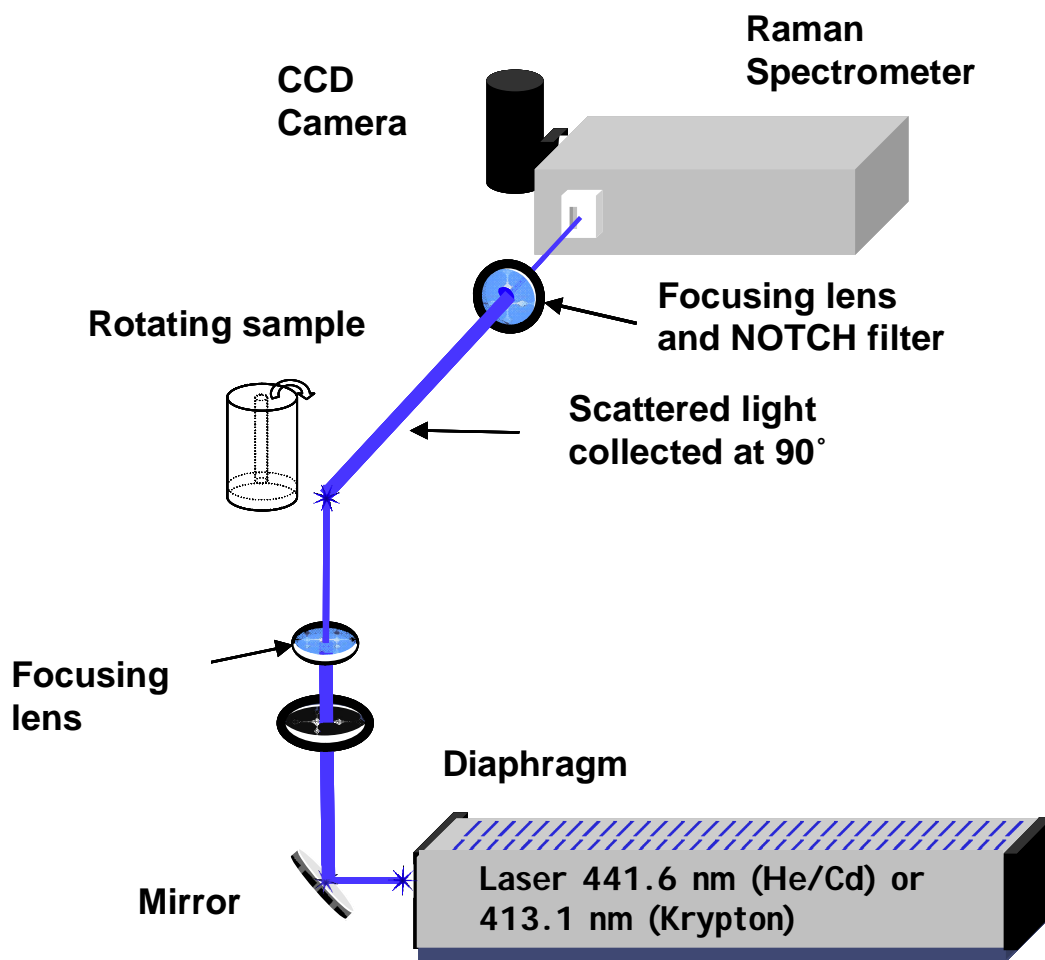 Raman
Spectrometer
CCD
Camera
Focusing lens
and NOTCH filter
Rotating sample
Scattered light
collected at 90˚
Focusing
lens
Diaphragm
Laser 441.6 nm (He/Cd) or
413.1 nm (Krypton)
Mirror